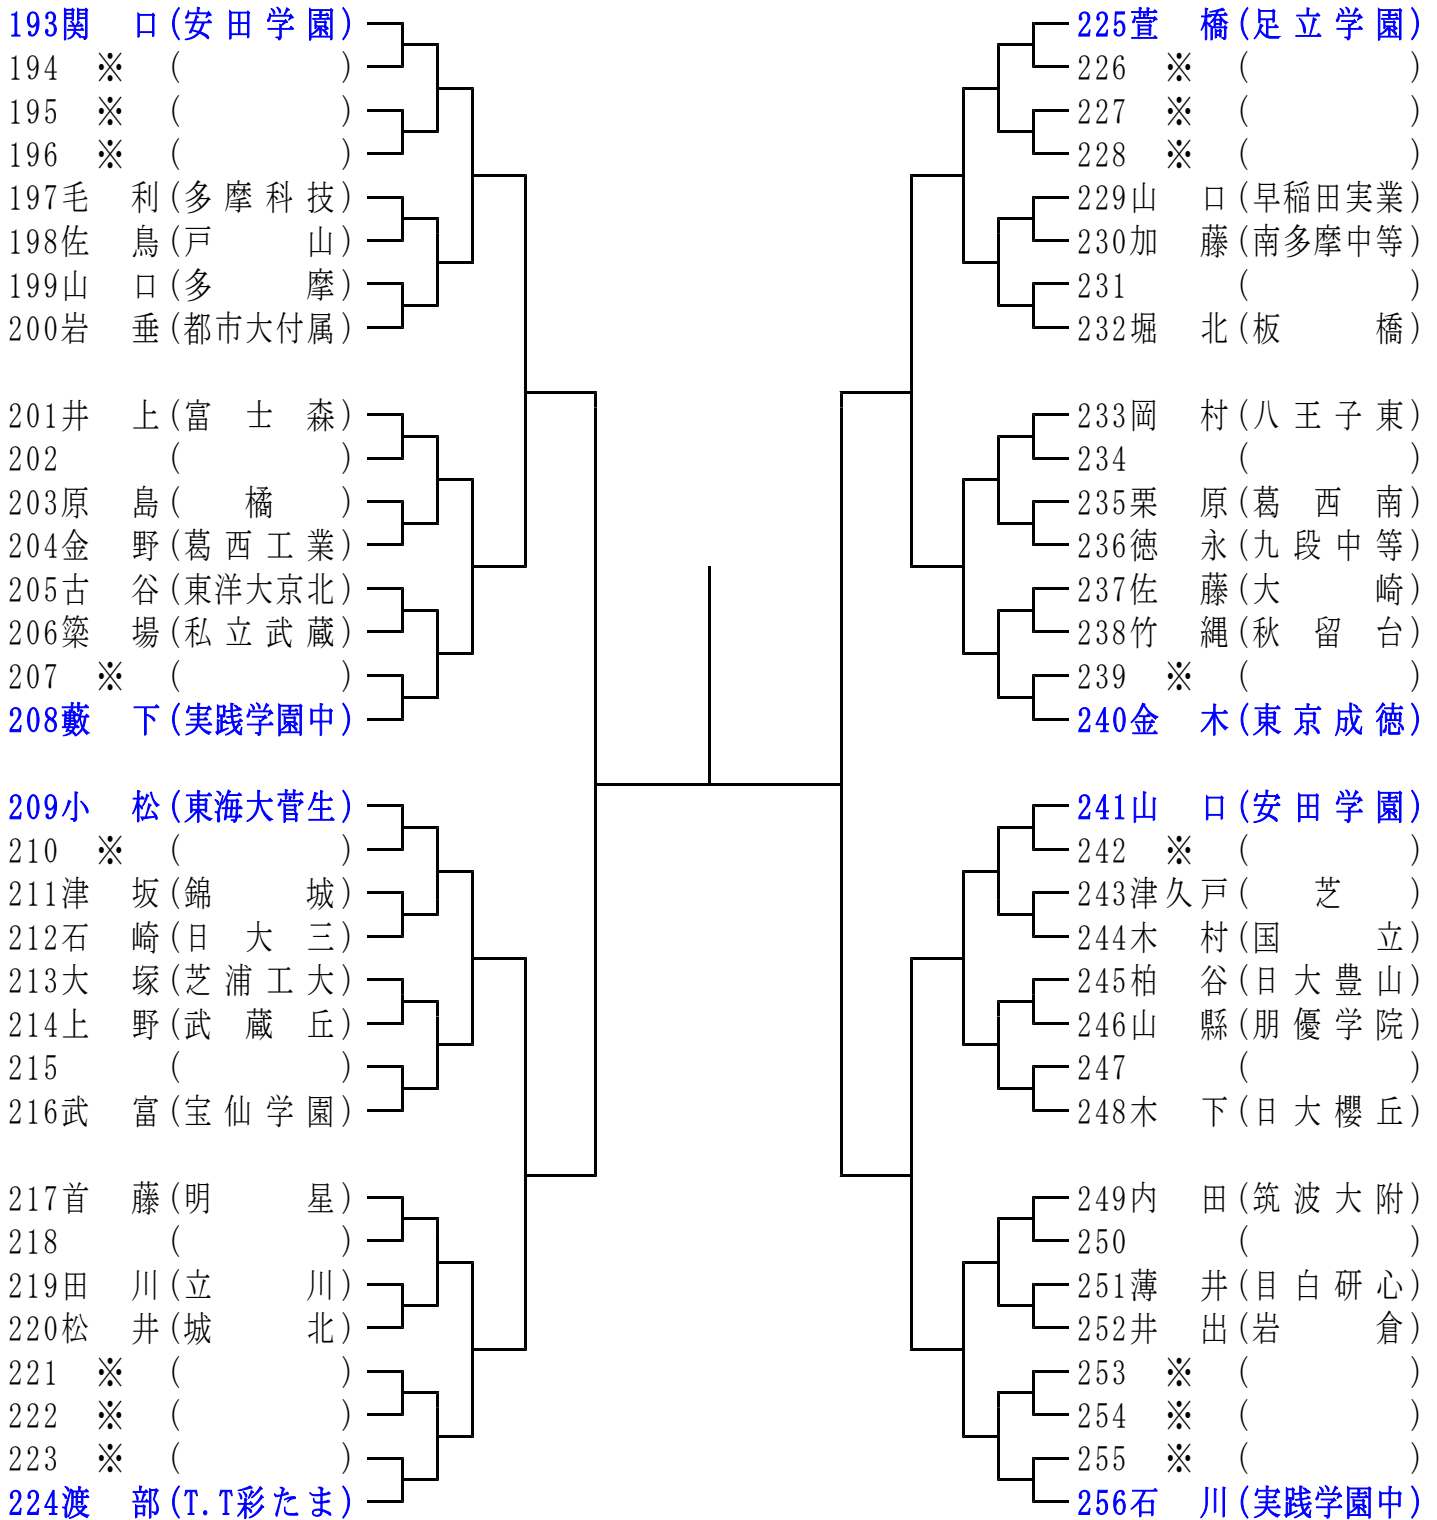 193関 口(安田学園)
194 ※ ( )
195 ※ ( )
196 ※ ( )
197毛 利(多摩科技)
198佐 鳥(戸 山)
199山 口(多 摩)
200岩 垂(都市大付属)
201井 上(富士森)
202 ( )
203原 島(橘)
204金 野(葛西工業)
205古 谷(東洋大京北)
206築 場(私立武蔵)
207 ※ ( )
208藪 下(実践学園中)
209小 松(東海大菅生)
210 ※ ( )
211津 坂(錦 城)
212石 崎(日大三)
213大 塚(芝浦工大)
214上 野(武蔵丘)
215 ( )
216武 富(宝仙学園)
217首 藤(明 星)
218 ( )
219田 川(立 川)
220松 井(城 北)
221 ※ ( )
222 ※ ( )
223 ※ ( )
224渡 部(T.T彩たま)
225萱 橋(足立学園)
226 ※ ( )
227 ※ ( )
228 ※ ( )
229山 口(早稲田実業)
230加 藤(南多摩中等)
231 ( )
232堀 北(板 橋)
233岡 村(八王子東)
234 ( )
235栗 原(葛西南)
236徳 永(九段中等)
237佐 藤(大 崎)
238竹 縄(秋留台)
239 ※ ( )
240金 木(東京成徳)
241山 口(安田学園)
242 ※ ( )
243津久戸(芝)
244木 村(国 立)
245柏 谷(日大豊山)
246山 縣(朋優学院)
247 ( )
248木 下(日大櫻丘)
249内 田(筑波大附)
250 ( )
251薄 井(目白研心)
252井 出(岩 倉)
253 ※ ( )
254 ※ ( )
255 ※ ( )
256石 川(実践学園中)